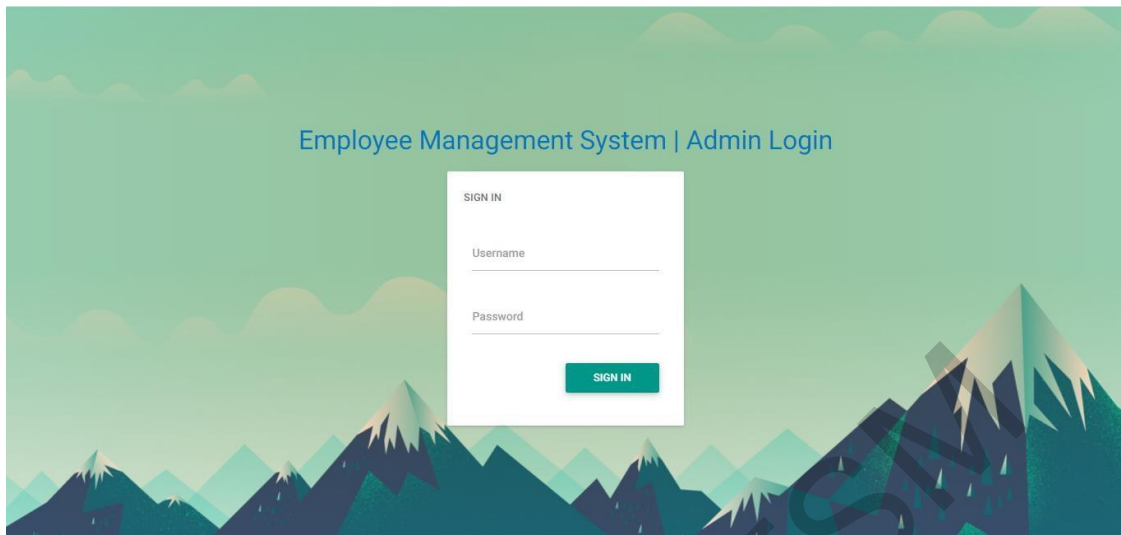 Employee Management System | Admin Login
SIGN IN
Username
Password
SIGN IN